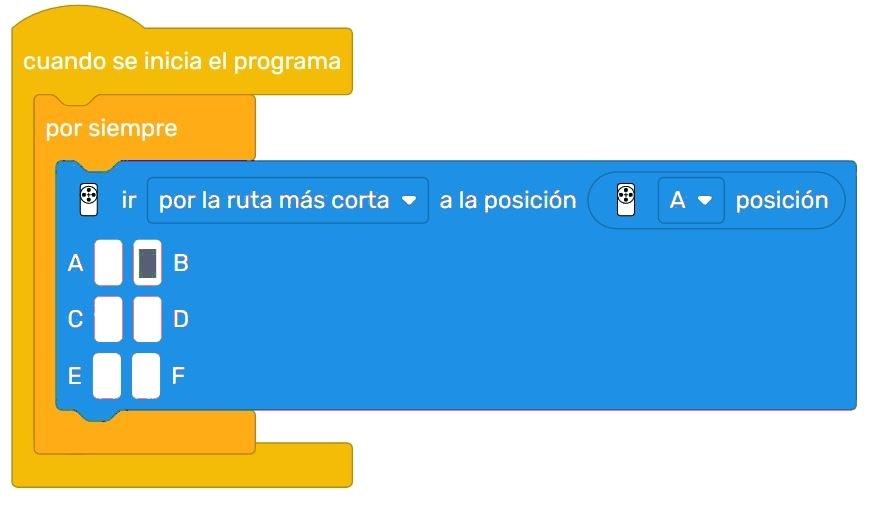 cuando se inicia el programa
por siempre
ir por la ruta más corta a la posición A posición
A B
C D
E F